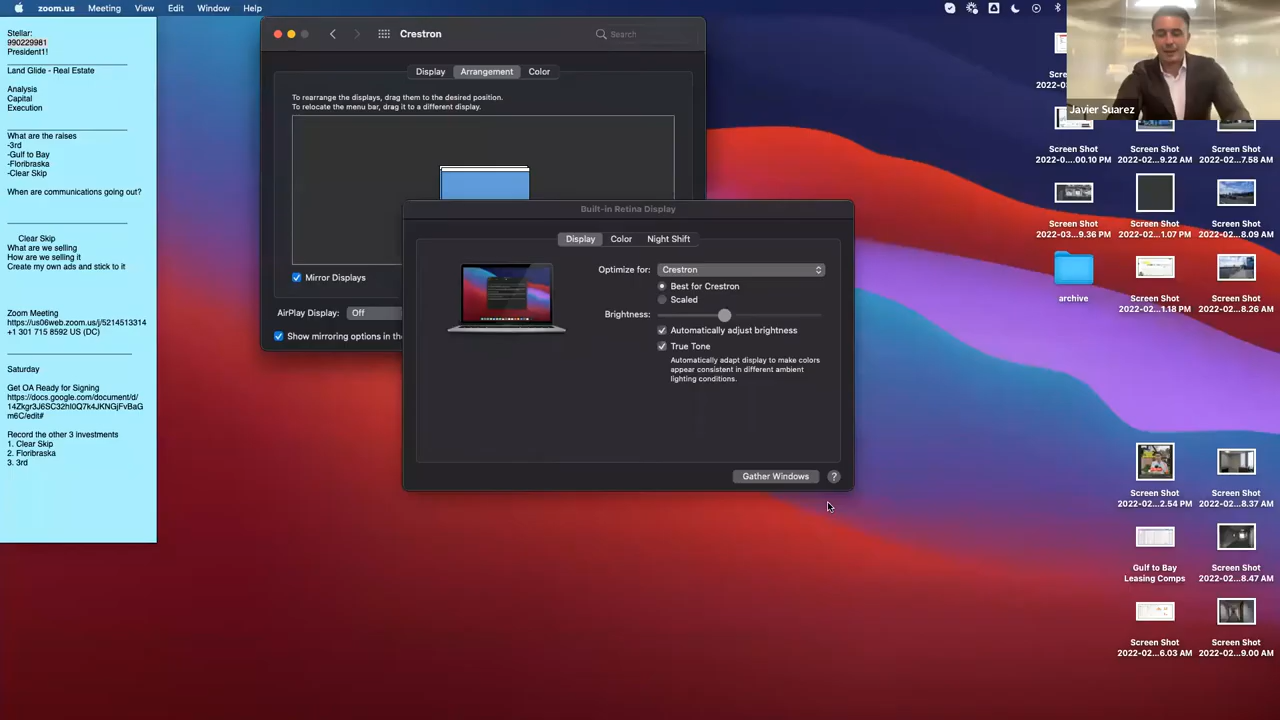 zoom.us Meeting View Edit Window Help
Stellar:
990229981
President1!
Land Glide - Real Estate
Analysis
Capital
Execution
What are the raises
-3rd
-Gulf to Bay
-Floribraska
-Clear Skip
When are communications going out?
Clear Skip
What are we selling
How are we selling it
Create my own ads and stick to it
Zoom Meeting
https://us06web.zoom.us/j/5214513314
+1 301 715 8592 US (DC)
Saturday
Get OA Ready for Signing
https://docs.google.com/document/d/
14Zkgr3J6SC32hI0Q7k4JKNGjFvBaG
m6C/edit#
Record the other 3 investments
1. Clear Skip
2. Floribraska
3. 3rd
Crestron
Search
Display Arrangement Color
To rearrange the displays, drag them to the desired position.
To relocate the menu bar, drag it to a different display.
Mirror Displays
AirPlay Display: Off
Show mirroring options in the
Built-in Retina Display
Display Color Night Shift
Optimize for: Crestron
Best for Crestron
Scaled
Brightness:
Automatically adjust brightness
True Tone
Automatically adapt display to make colors
appear consistent in different ambient
lighting conditions.
Gather Windows ?
Javier Suarez
Screen Shot Screen Shot Screen Shot
2022-0....00.10 PM 2022-02...9.22 AM 2022-02...7.58 AM
Screen Shot Screen Shot Screen Shot
2022-03...9.36 PM 2022-02...1.07 PM 2022-02...8.09 AM
archive
Screen Shot Screen Shot
2022-02...1.18 PM 2022-02...8.26 AM
Screen Shot Screen Shot
2022-02...2.54 PM 2022-02...8.37 AM
Gulf to Bay Screen Shot
Leasing Comps 2022-02...8.47 AM
Screen Shot Screen Shot
2022-02...6.03 AM 2022-02...9.00 AM